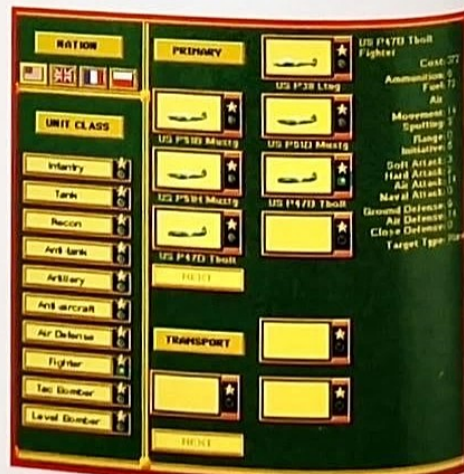 NATION
UNIT CLASS
Infantry
Tank
Recon
Anti-tank
Artillery
Anti-aircraft
Air Defense
Fighter
Tac Bomber
Level Bomber
PRIMARY
US P38 Ltng
US P51B Mustg
US P51D Mustg
US P51H Mustg
US P47D Tbolt
US P47D Tbolt
NEXT
TRANSPORT
NEXT
US P47D Tbolt
Fighter
Cost:
Ammunition:
Fuel:
Air
Movement:
Spotting:
Range:
Initiative:
Soft Attack:
Hard Attack:
Air Attack:
Naval Attack:
Ground Defense:
Air Defense:
Close Defense:
Target Type: